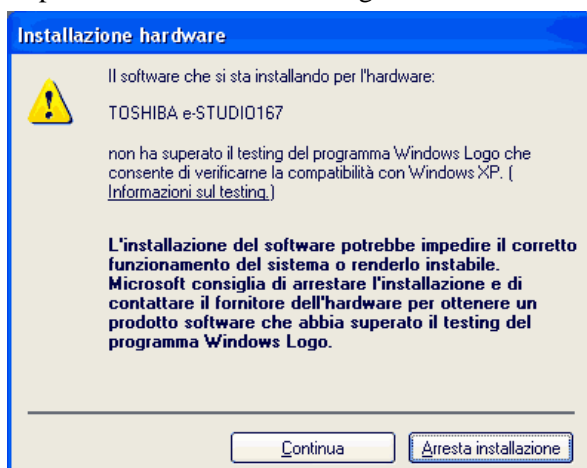 Installazione hardware
Il software che si sta installando per l'hardware:
TOSHIBA e-STUDIO167
non ha superato il testing del programma Windows Logo che
consente di verificarne la compatibilità con Windows XP. (
Informazioni sul testing.)
L'installazione del software potrebbe impedire il corretto
funzionamento del sistema o renderlo instabile.
Microsoft consiglia di arrestare l'installazione e di
contattare il fornitore dell'hardware per ottenere un
prodotto software che abbia superato il testing del
programma Windows Logo.
Continua
Arresta installazione